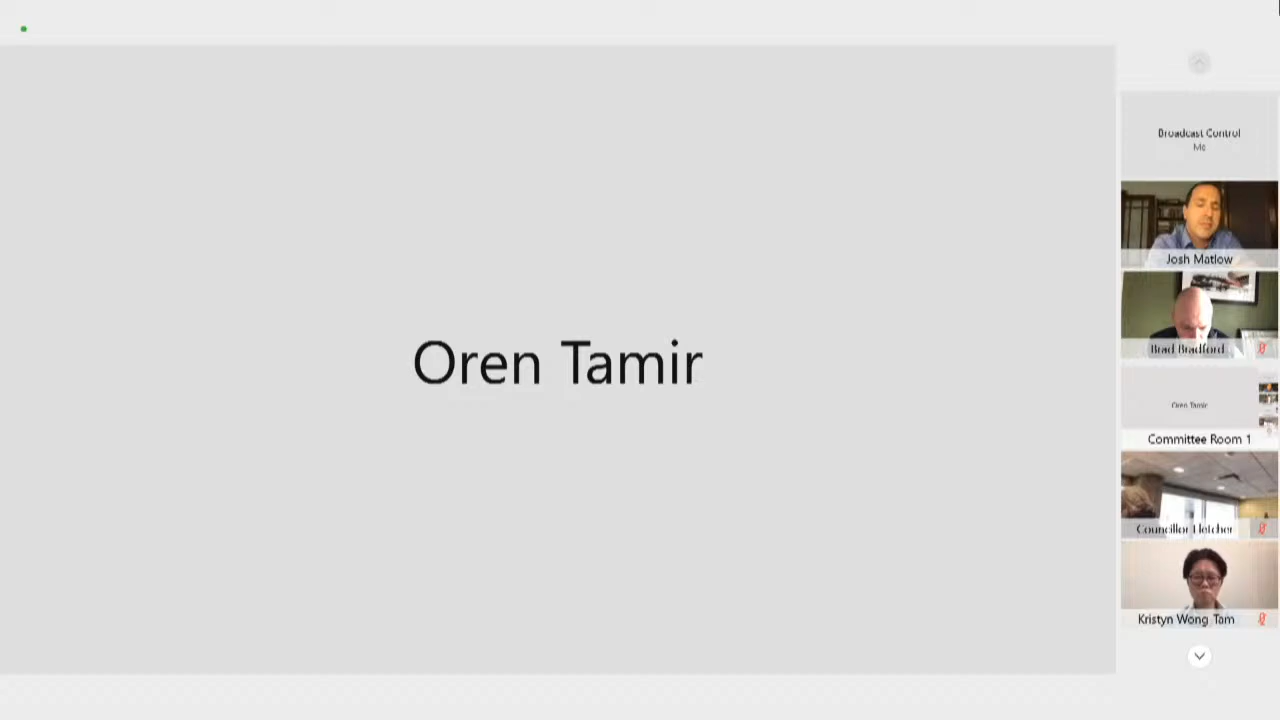 Oren Tamir
Broadcast Control
Me
Josh Matlow
Brad Bradford
Oren Tamir
Committee Room 1
Councillor Fletcher
Kristyn Wong Tam